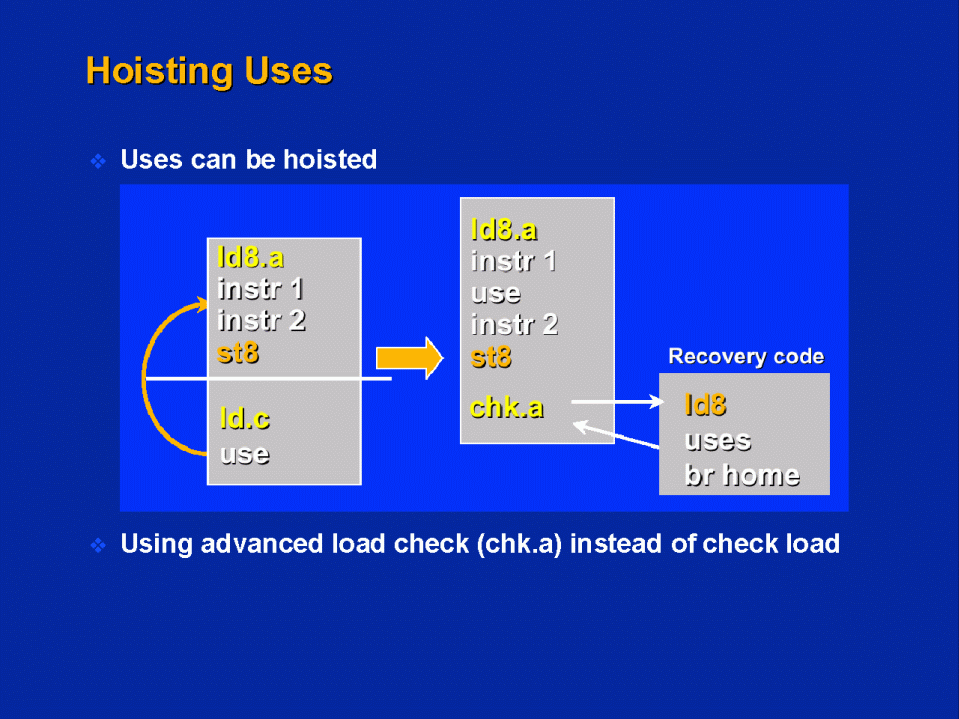 Hoisting Uses
Uses can be hoisted
ld8.a
instr 1
instr 2
st8
ld.c
use
ld8.a
instr 1
use
instr 2
st8
chk.a
Recovery code
ld8
uses
br home
Using advanced load check (chk.a) instead of check load